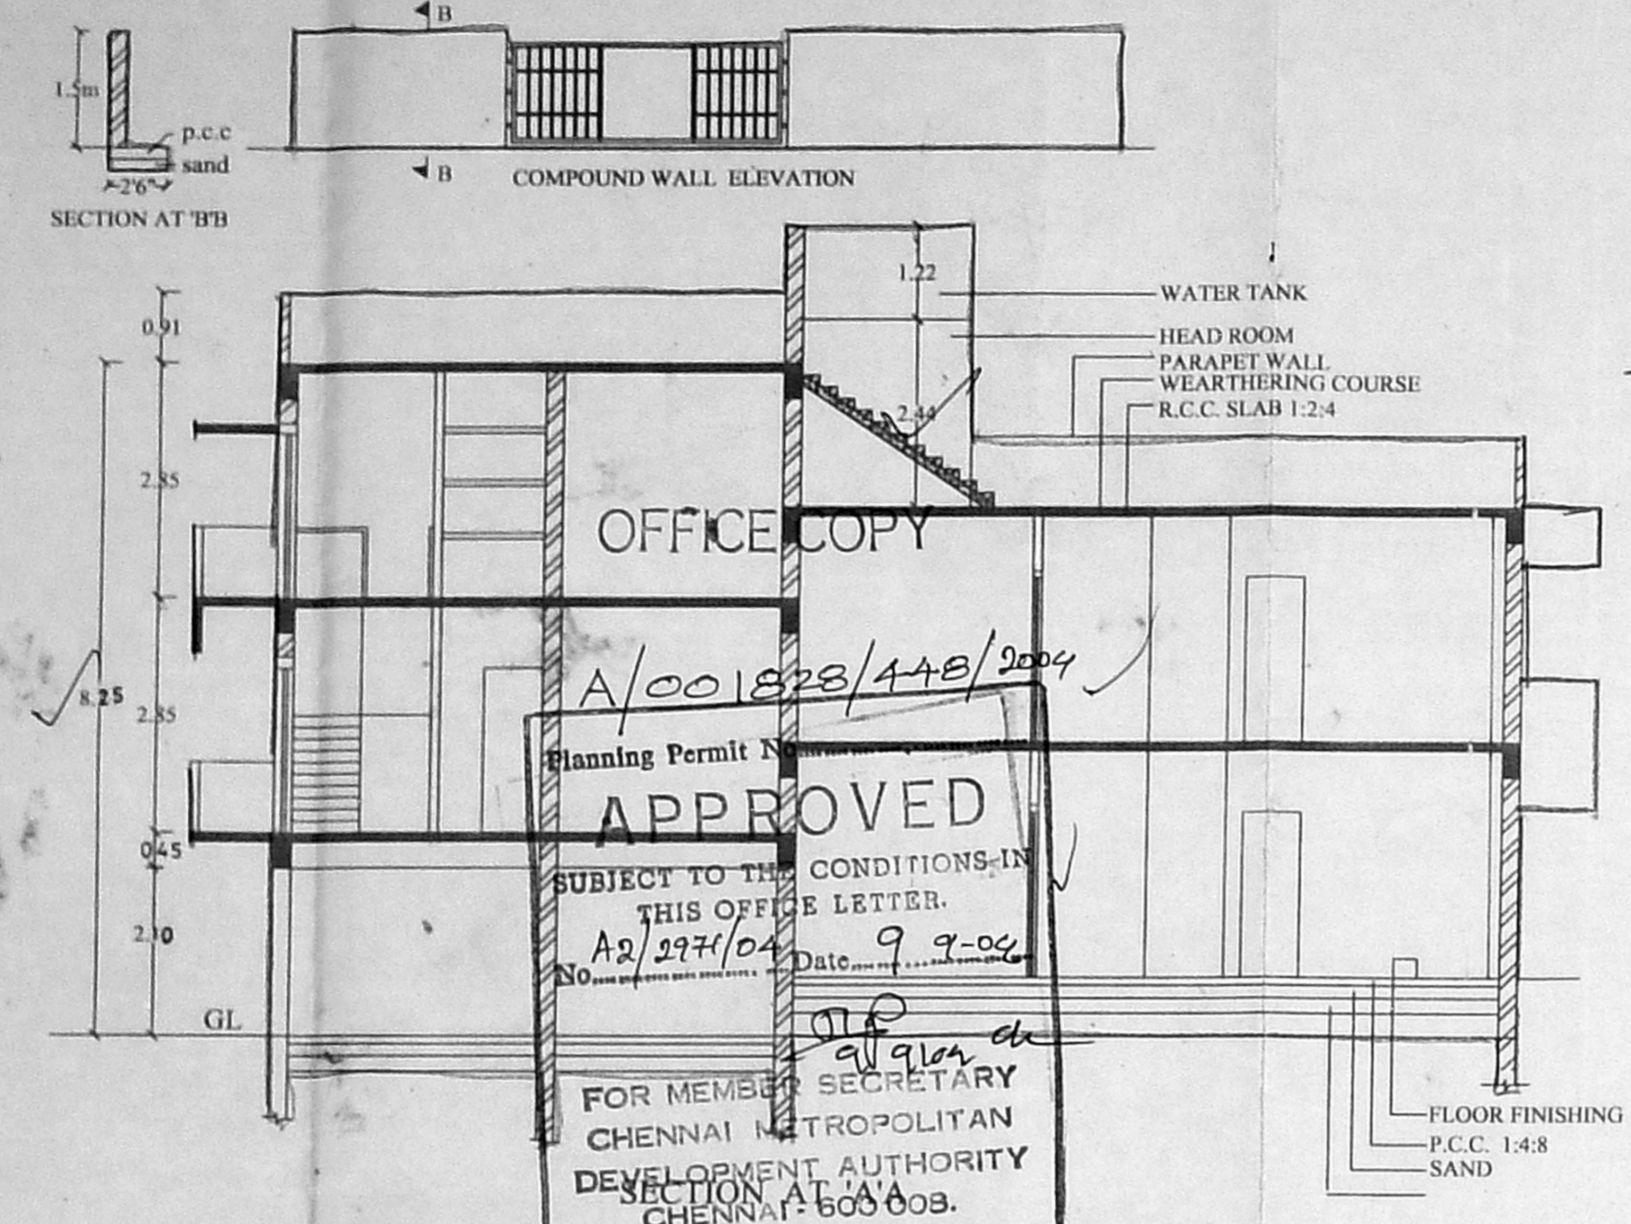 B
1.5m
p.c.c
sand
2'6"
B
COMPOUND WALL ELEVATION
SECTION AT 'B'B
1.22
WATER TANK
0.91
HEAD ROOM
PARAPET WALL
WEARTHERING COURSE
R.C.C. SLAB 1:2:4
2.44
2.85
OFFICE COPY
A/001828/448/2004
8.25
2.85
Planning Permit No.
APPROVED
0.45
SUBJECT TO THE CONDITIONS IN
THIS OFFICE LETTER.
2.10
No. A2/2971/04 Date 9 9-04
GL
9/9/04
FOR MEMBER SECRETARY
CHENNAI METROPOLITAN
DEVELOPMENT AUTHORITY
SECTION AT 'A'A
CHENNAI - 600 008.
FLOOR FINISHING
P.C.C. 1:4:8
SAND